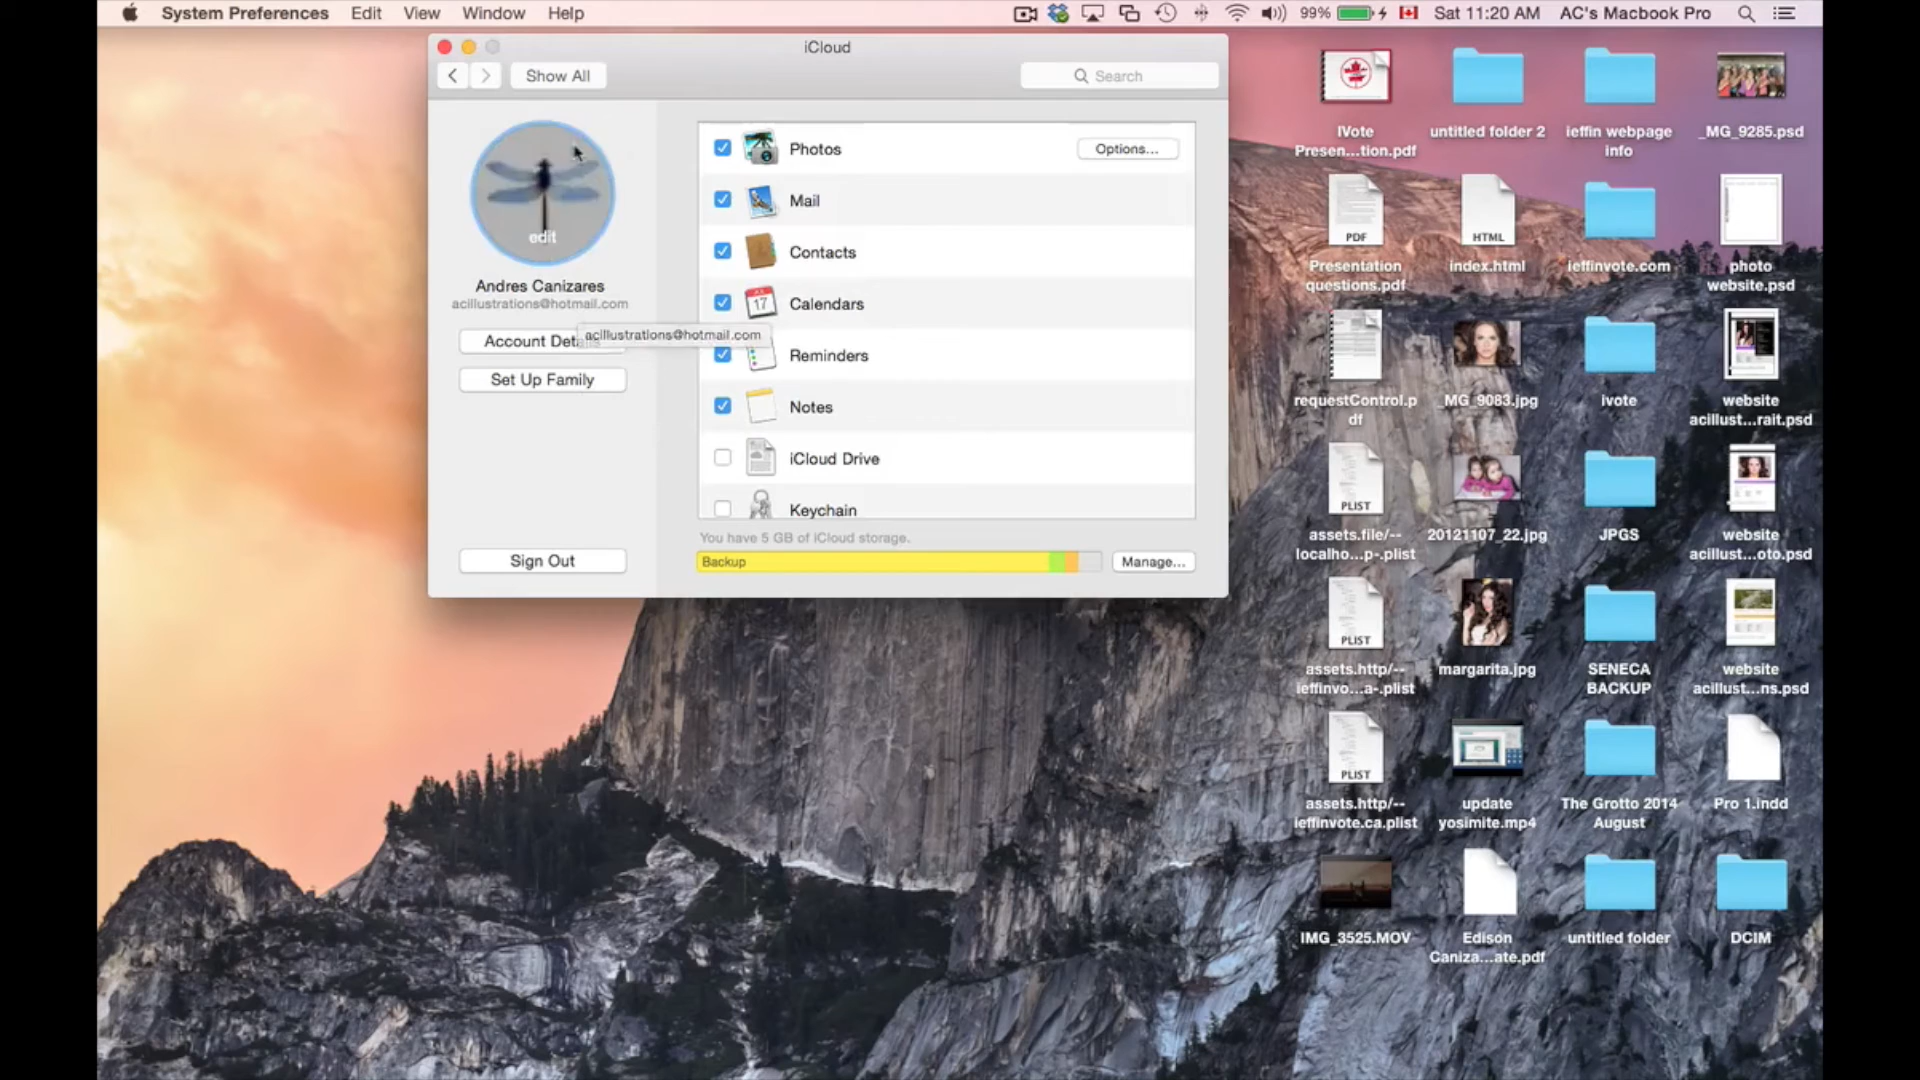 System Preferences Edit View Window Help 99% Sat 11:20 AM AC's Macbook Pro
iCloud
Show All
Search
edit
Andres Canizares
acillustrations@hotmail.com
Account Deta
acillustrations@hotmail.com
Set Up Family
Sign Out
Photos
Options...
Mail
Contacts
17
Calendars
Reminders
Notes
iCloud Drive
Keychain
You have 5 GB of iCloud storage.
Backup
Manage...
IVote
Presen...tion.pdf
untitled folder 2
ieffin webpage
info
_MG_9285.psd
PDF
Presentation
questions.pdf
HTML
index.html
ieffinvote.com
photo
website.psd
requestControl.p
df
_MG_9083.jpg
ivote
website
acillust...rait.psd
PLIST
assets.file/--
localho...p-.plist
20121107_22.jpg
JPGS
website
acillust...oto.psd
PLIST
assets.http/--
ieffinvo...a-.plist
margarita.jpg
SENECA
BACKUP
website
acillust...ns.psd
PLIST
assets.http/--
ieffinvote.ca.plist
update
yosimite.mp4
The Grotto 2014
August
Pro 1.indd
IMG_3525.MOV
Edison
Caniza...ate.pdf
untitled folder
DCIM